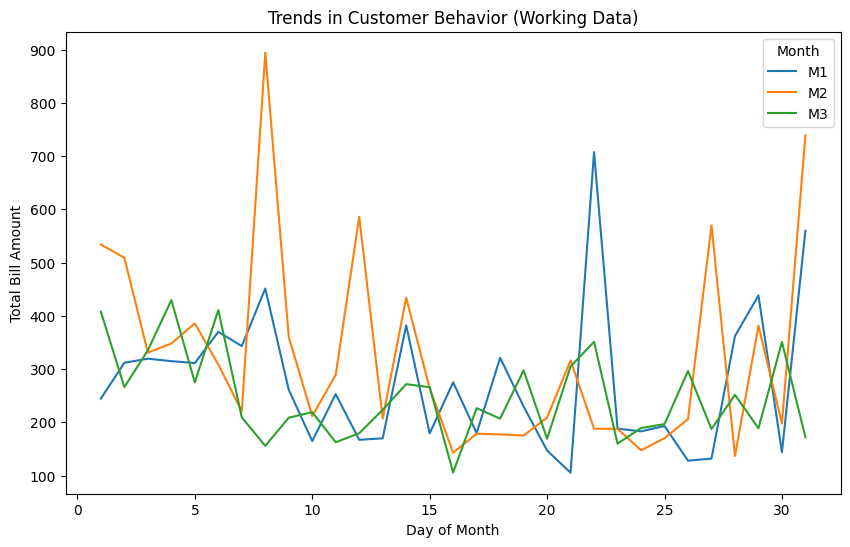 Trends in Customer Behavior (Working Data)
Total Bill Amount
900
800
700
600
500
400
300
200
100
Month
M1
M2
M3
0 5 10 15 20 25 30
Day of Month